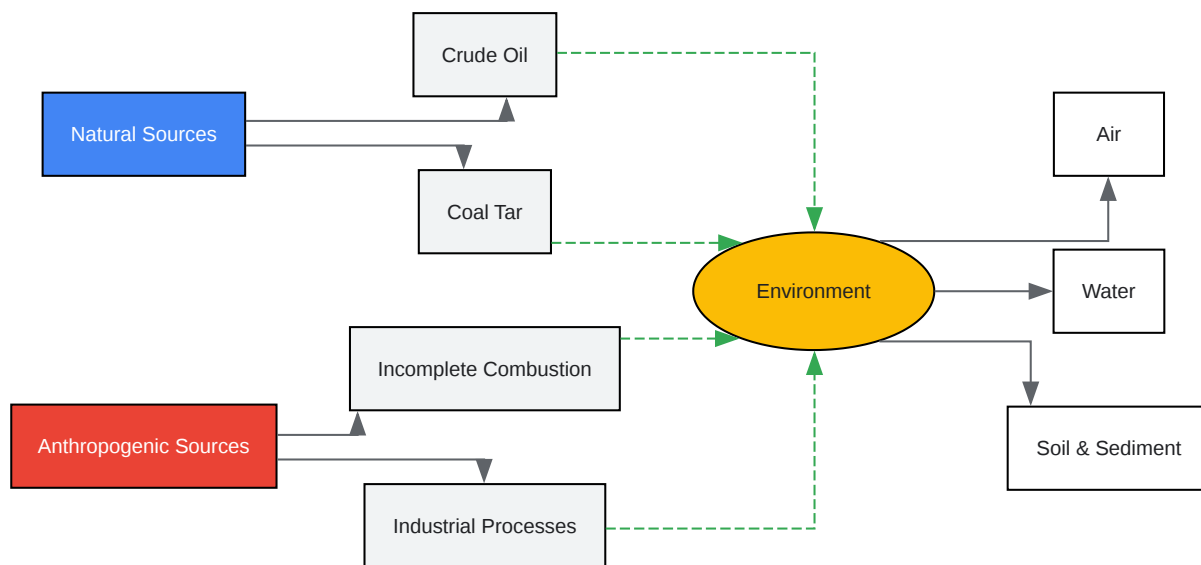 Crude Oil
Natural Sources
Air
Coal Tar
Environment
Water
Incomplete Combustion
Anthropogenic Sources
Soil & Sediment
Industrial Processes